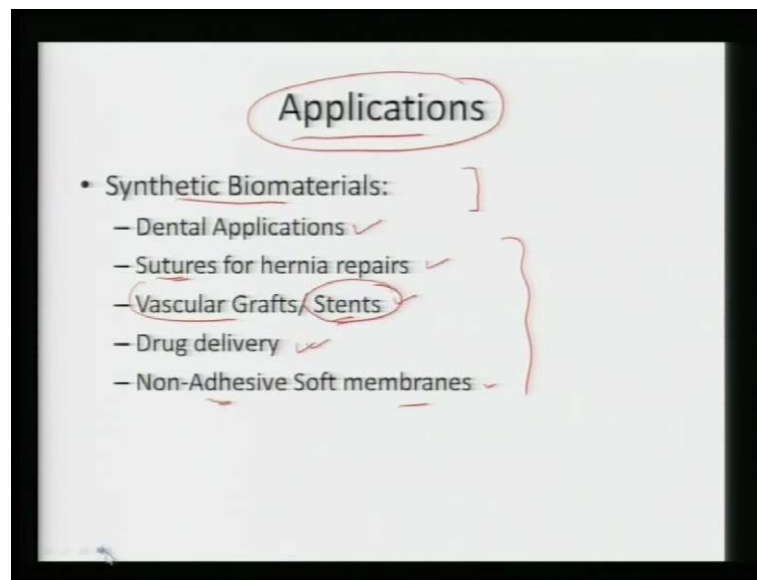 Applications
• Synthetic Biomaterials:
– Dental Applications
– Sutures for hernia repairs
– Vascular Grafts/ Stents
– Drug delivery
– Non-Adhesive Soft membranes